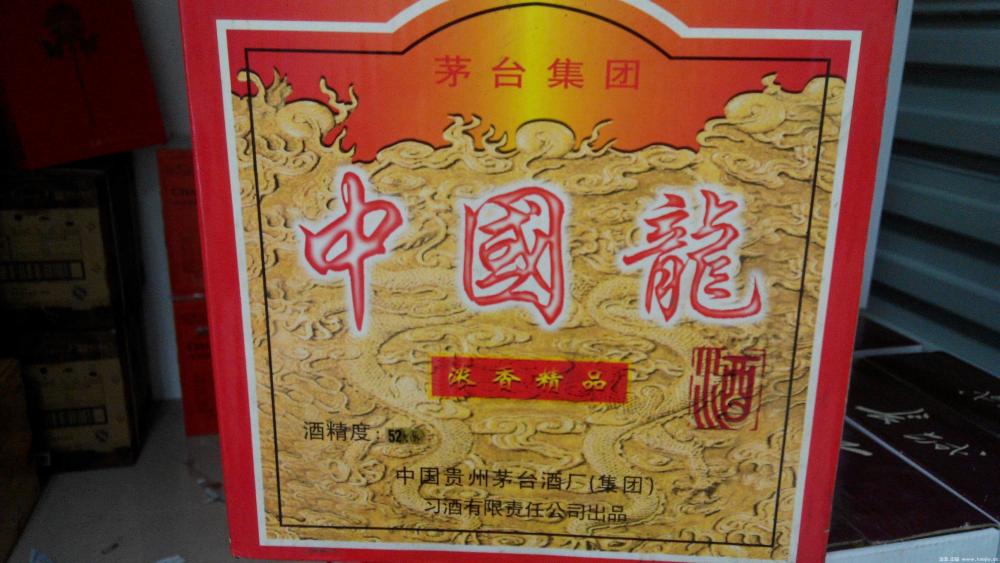 茅台集团
中國龍
浓香精品
酒
酒精度:52
中国贵州茅台酒厂(集团)
习酒有限责任公司出品